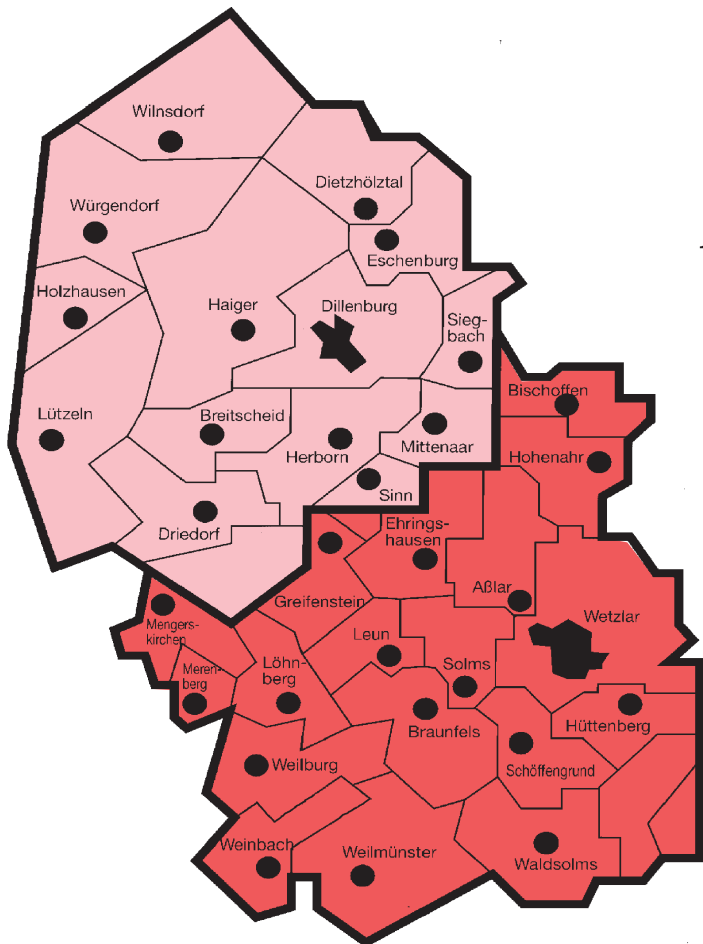 Wilnsdorf
Dietzhölztal
Würgendorf
Eschenburg
Holzhausen
Haiger
Dillenburg
Sieg-
bach
Bischoffen
Lützeln
Breitscheid
Herborn
Mittenaar
Hohenahr
Sinn
Driedorf
Ehrings-
hausen
Aßlar
Greifenstein
Wetzlar
Mengers-
kirchen
Leun
Löhn-
berg
Solms
Meren-
berg
Braunfels
Hüttenberg
Weilburg
Schöffengrund
Weinbach
Weilmünster
Waldsolms